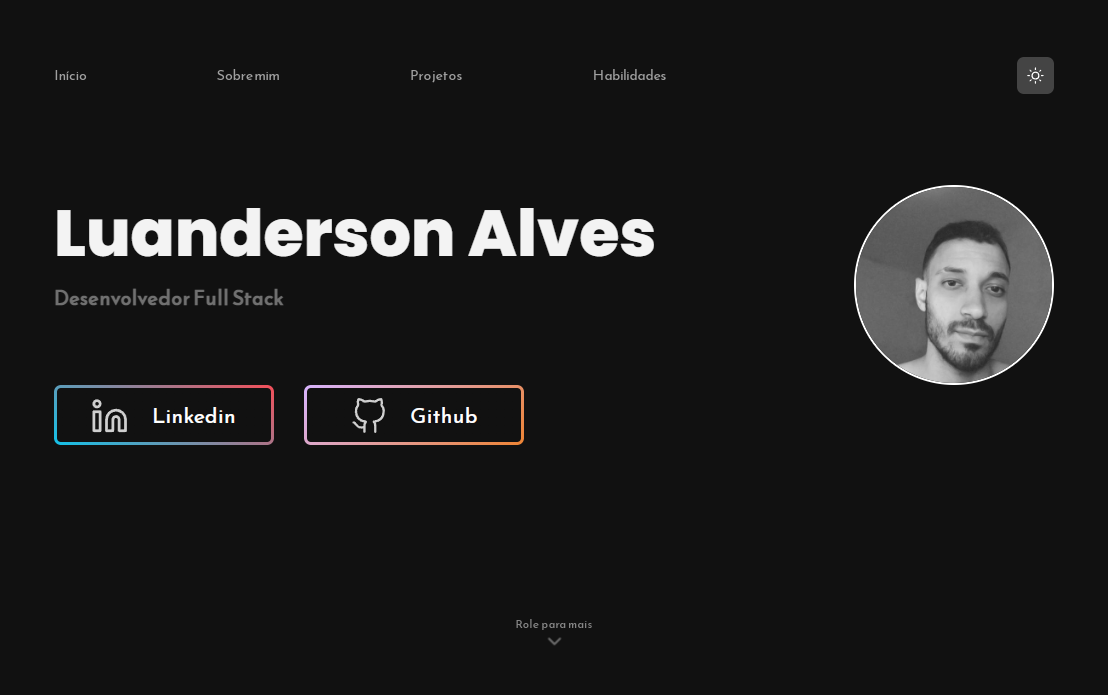 Início Sobre mim Projetos Habilidades
Luanderson Alves
Desenvolvedor Full Stack
Linkedin Github
Role para mais